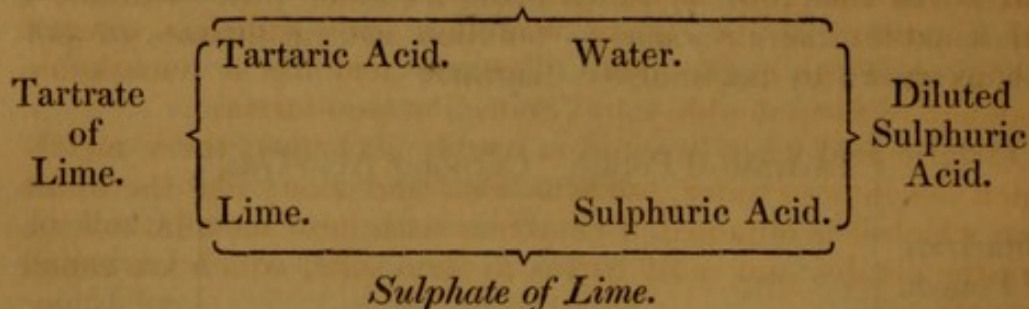 Tartaric Acid. Water.
Tartrate of Lime.
Diluted Sulphuric Acid.
Lime. Sulphuric Acid.
Sulphate of Lime.